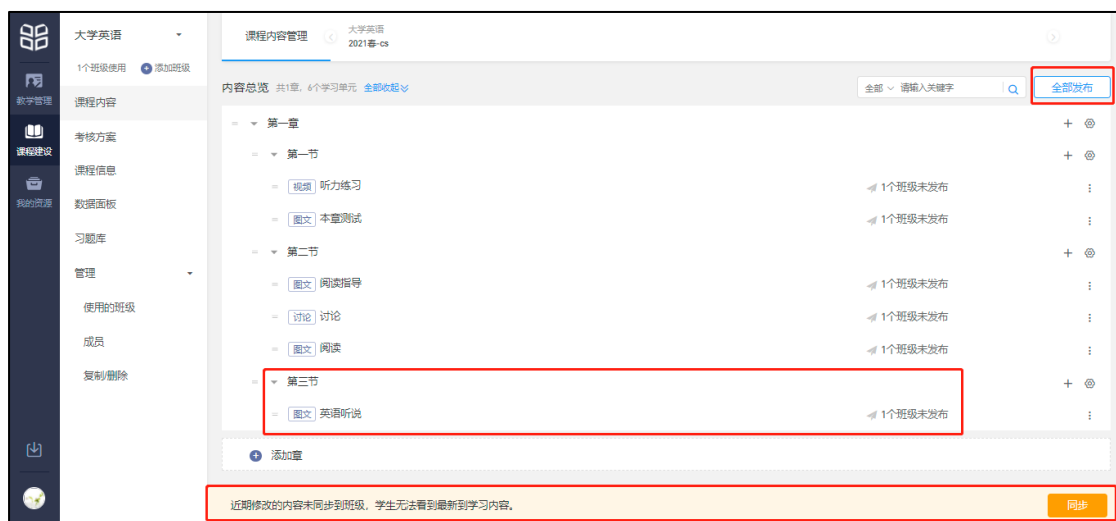 大学英语
1个班级使用 添加班级
课程内容
考核方案
课程信息
数据面板
习题库
管理
使用的班级
成员
复制/删除
教学管理
课程建设
我的资源
课程内容管理
大学英语
2021春-cs
内容总览 共1章, 6个学习单元 全部收起
全部 请输入关键字
全部发布
第一章
第一节
视频 听力练习 1个班级未发布
图文 本章测试 1个班级未发布
第二节
图文 阅读指导 1个班级未发布
讨论 讨论 1个班级未发布
图文 阅读 1个班级未发布
第三节
图文 英语听说 1个班级未发布
添加章
近期修改的内容未同步到班级, 学生无法看到最新到学习内容。
同步